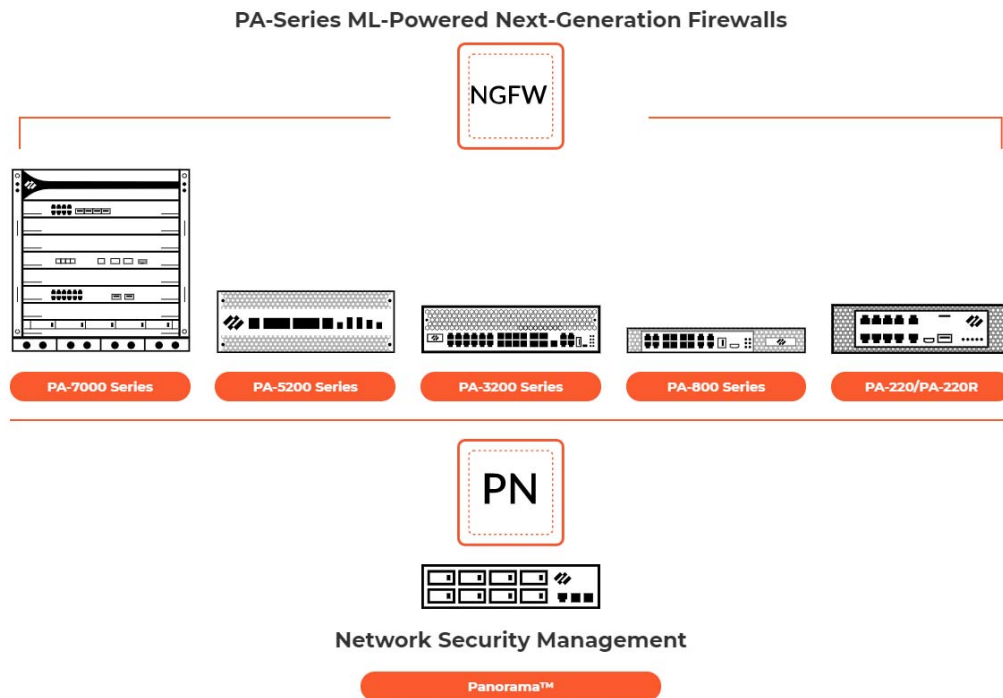 PA-Series ML-Powered Next-Generation Firewalls
NGFW
PA-7000 Series
PA-5200 Series
PA-3200 Series
PA-800 Series
PA-220/PA-220R
PN
Network Security Management
Panorama™